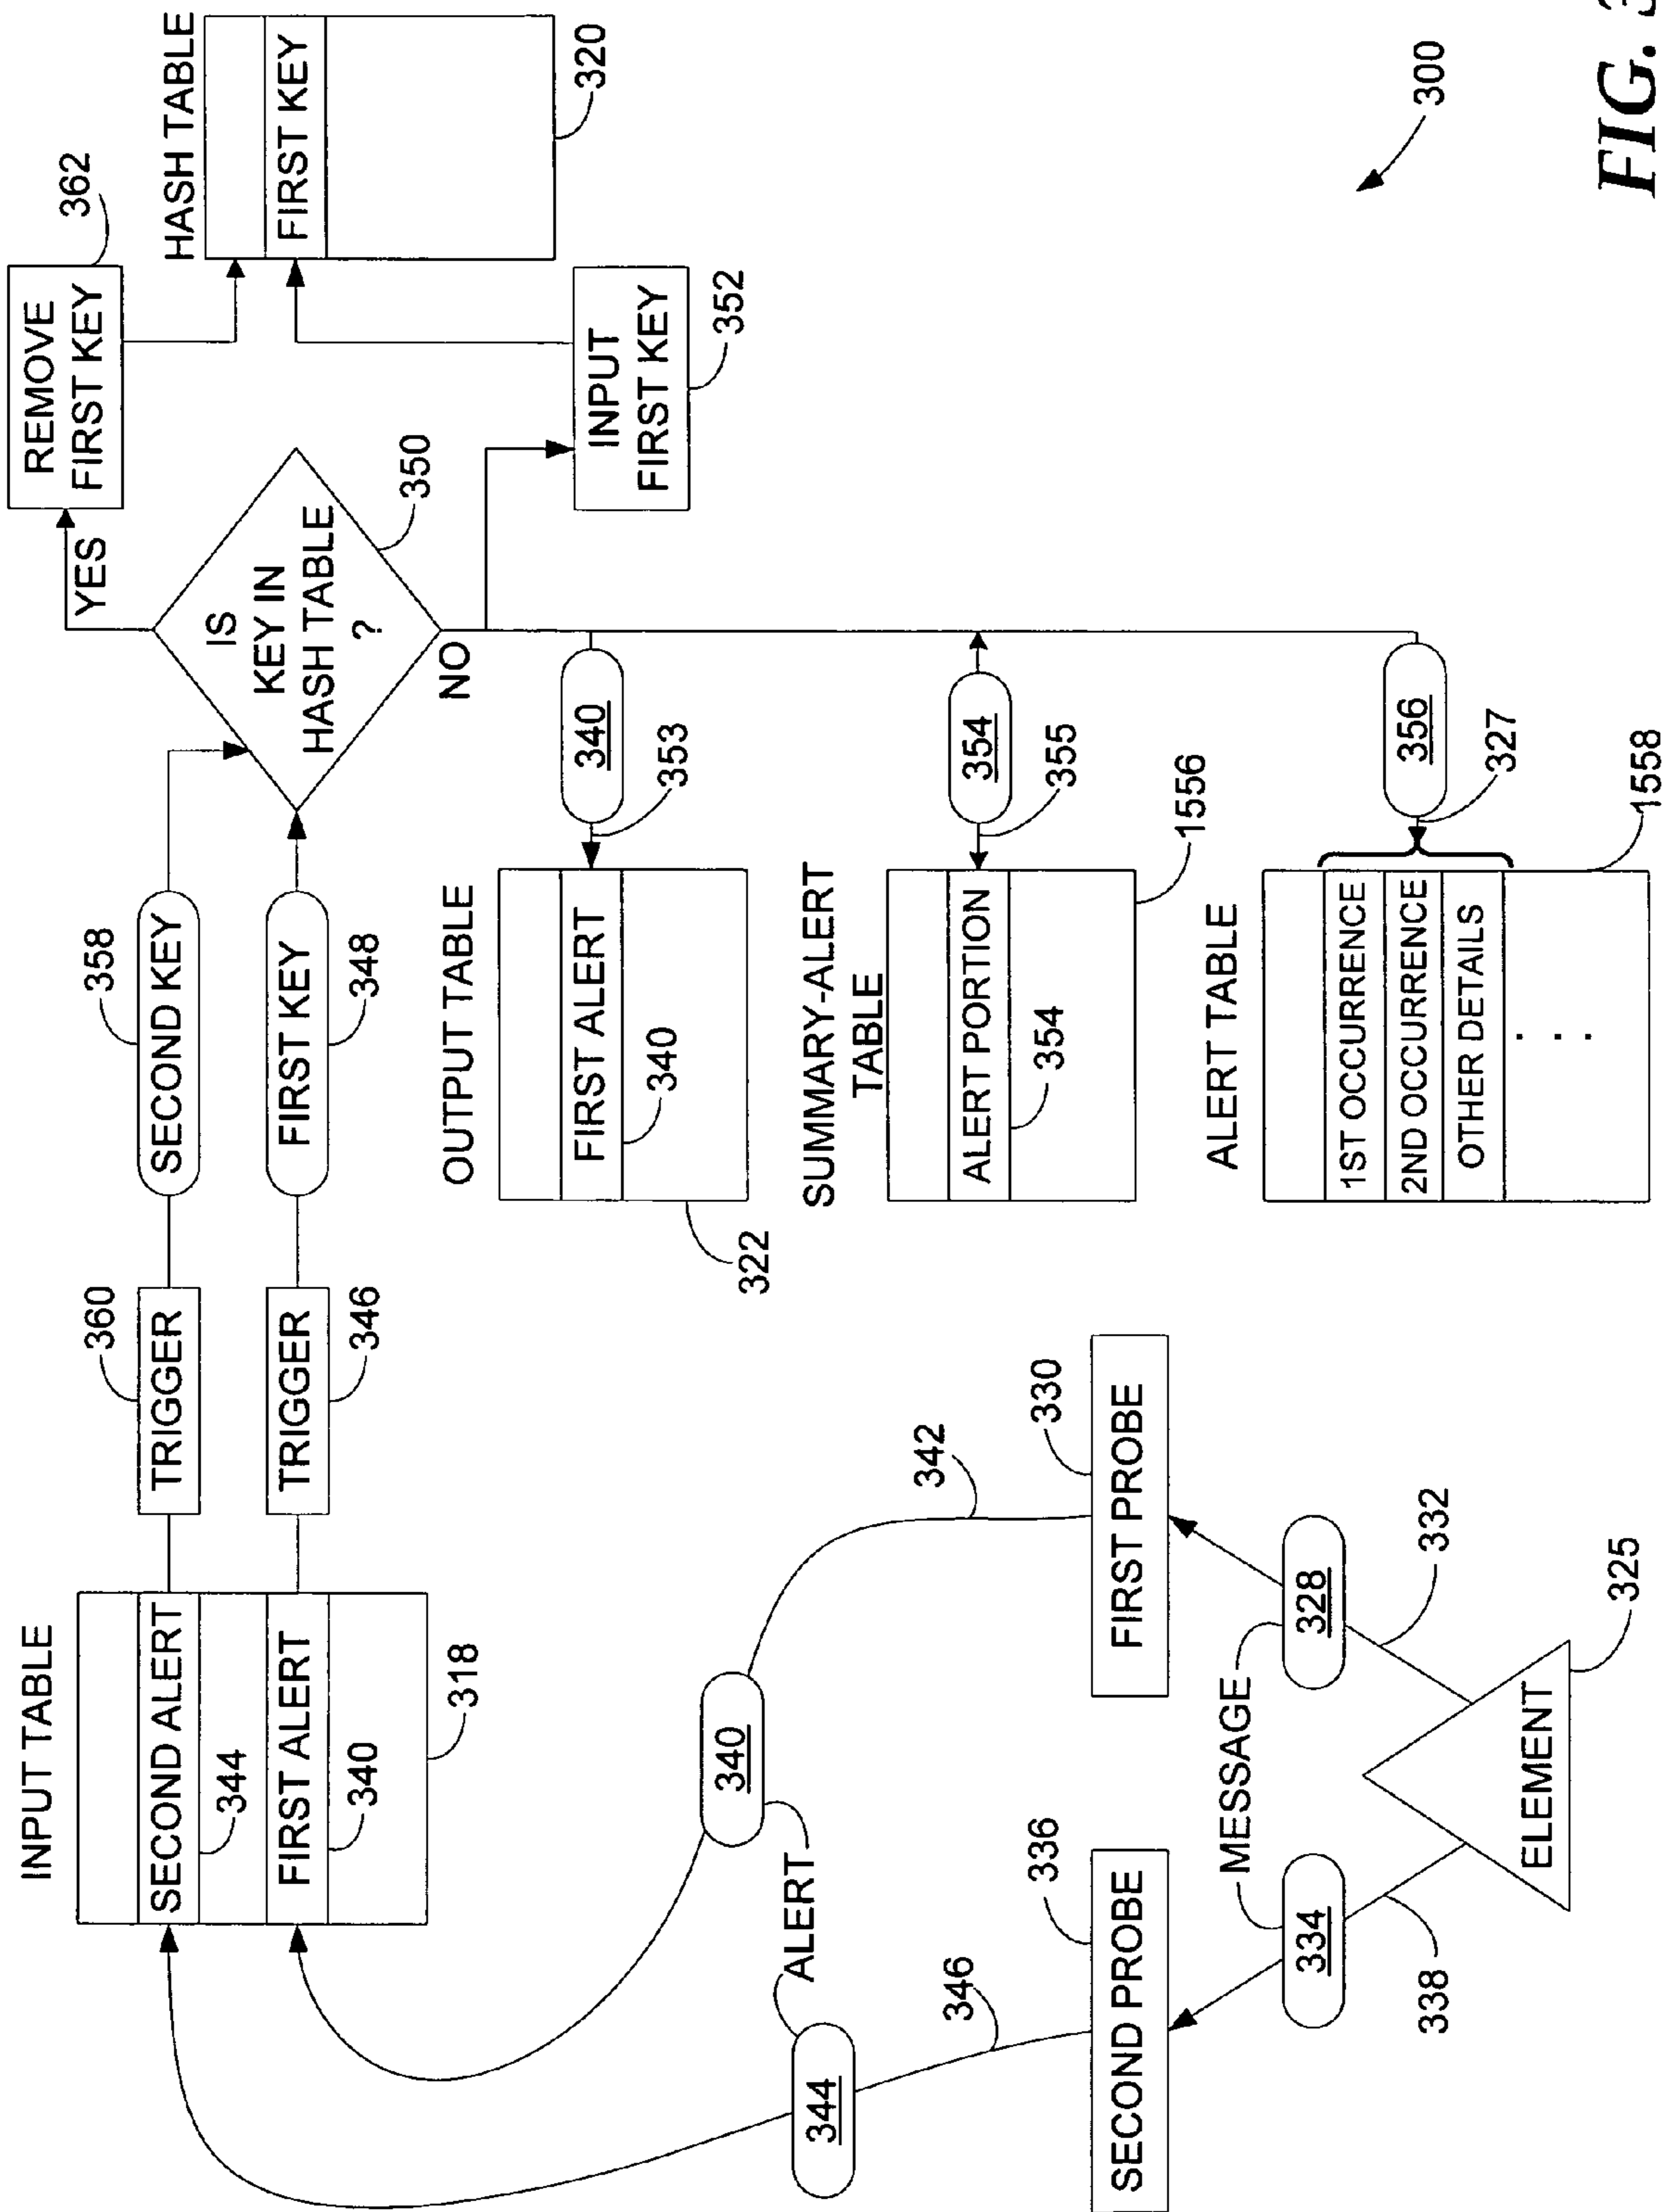 INPUT TABLE
SECOND ALERT
344
FIRST ALERT
340
318
360
TRIGGER
TRIGGER
346
358
SECOND KEY
FIRST KEY
348
IS
KEY IN
HASH TABLE
?
350
YES
NO
REMOVE
FIRST KEY
362
HASH TABLE
FIRST KEY
320
INPUT
FIRST KEY
352
OUTPUT TABLE
FIRST ALERT
340
322
340
353
SUMMARY-ALERT
TABLE
ALERT PORTION
354
1556
354
355
ALERT TABLE
1ST OCCURRENCE
2ND OCCURRENCE
OTHER DETAILS
. . .
1558
356
327
344
ALERT
340
346
342
336
SECOND PROBE
330
FIRST PROBE
MESSAGE
334
328
338
332
ELEMENT
325
300
FIG. 3